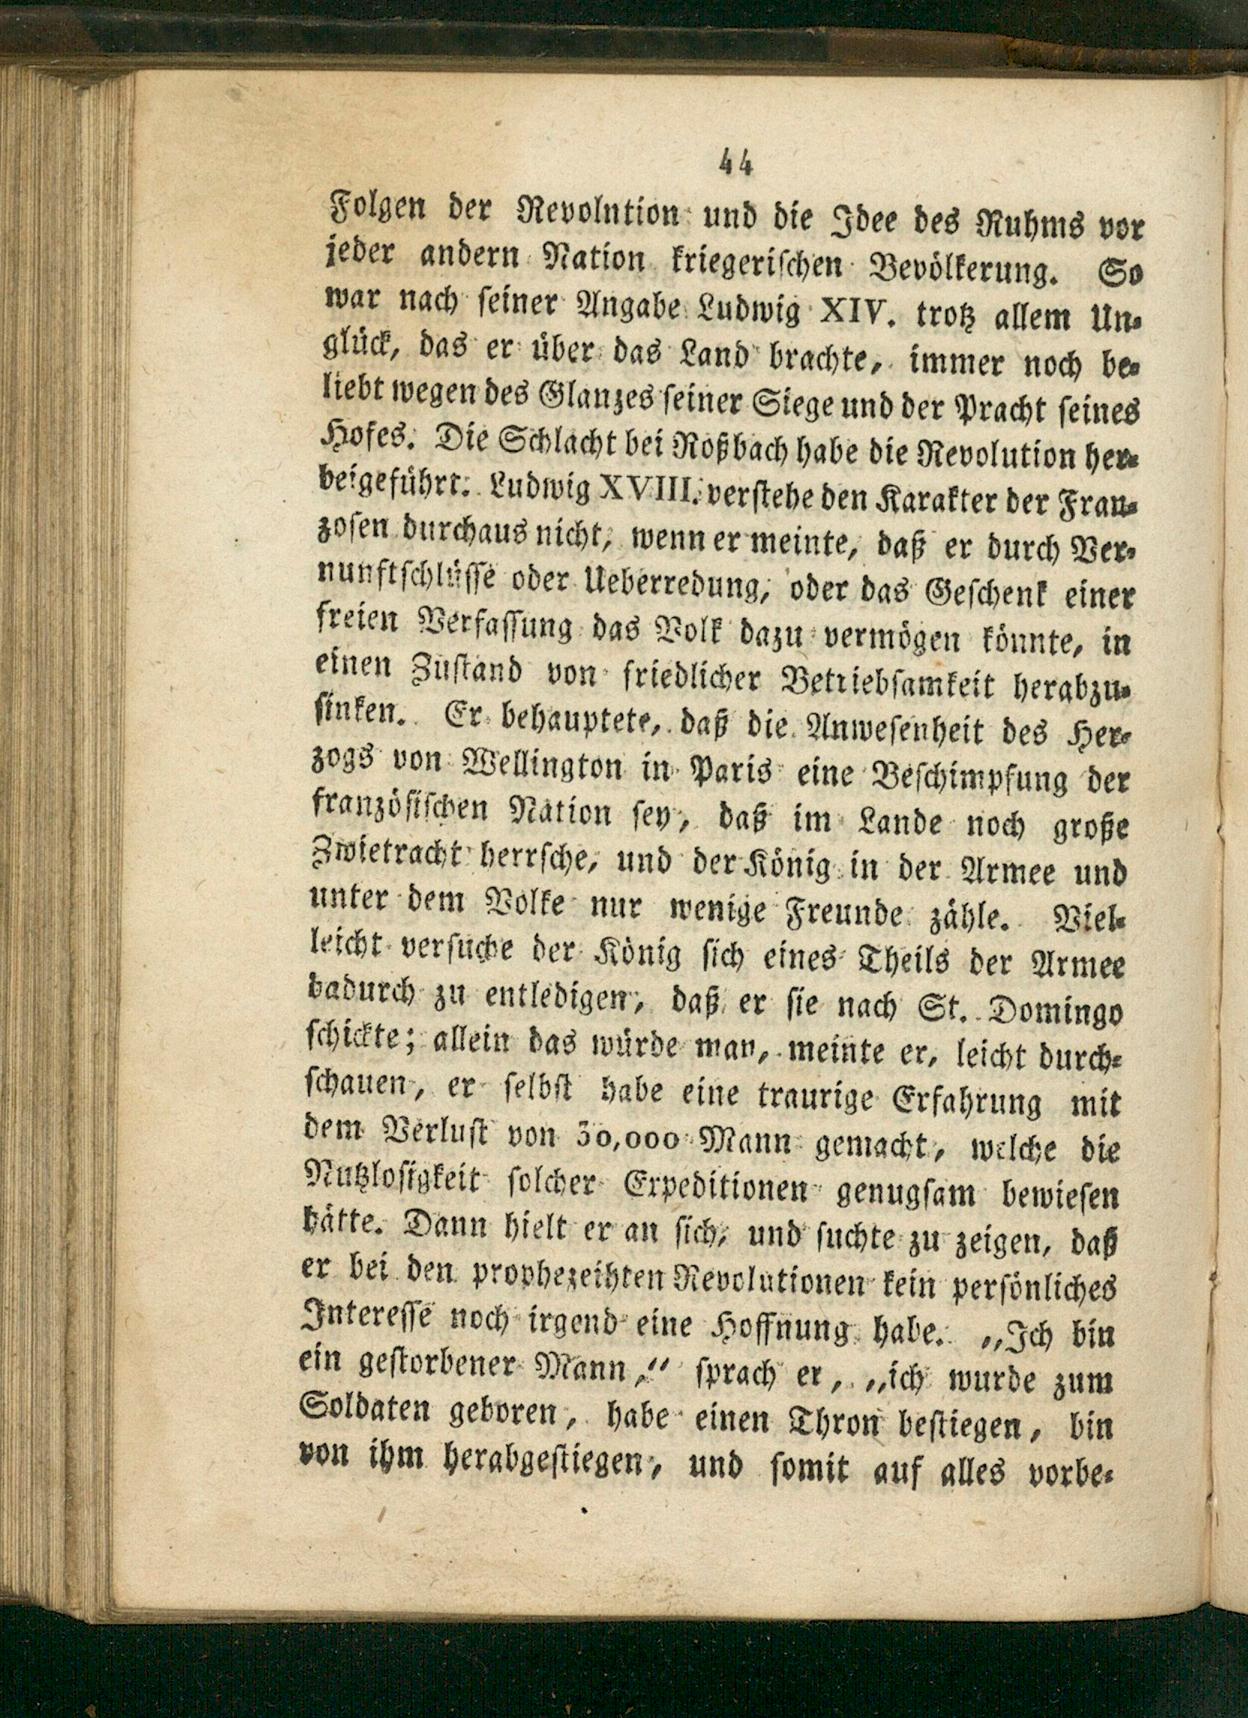 44
Folgen der Revolntion und die Idee des Ruhms vor
jeder andern Nation kriegerischen Bevölkerung. So
war nach seiner Angabe Ludwig XIV. trotz allem Un-
glück, das er über das Land brachte, immer noch be-
liebt wegen des Glanzes seiner Siege und der Pracht seines
Hofes. Die Schlacht bei Roßbach habe die Revolution her-
beigeführt. Ludwig XVIII. verstehe den Karakter der Fran-
zosen durchaus nicht, wenn er meinte, daß er durch Ver-
nunftschlüsse oder Ueberredung, oder das Geschenk einer
freien Verfassung das Volk dazu vermögen könnte, in
einen Zustand von friedlicher Betriebsamkeit herabzu-
sinken. Er behauptete, daß die Anwesenheit des Her-
zogs von Wellington in Paris eine Beschimpfung der
französischen Nation sey, daß im Lande noch große
Zwietracht herrsche, und der König in der Armee und
unter dem Volke nur wenige Freunde zähle. Viel-
leicht versuche der König sich eines Theils der Armee
dadurch zu entledigen, daß er sie nach St. Domingo
schickte; allein das würde man, meinte er, leicht durch-
schauen, er selbst habe eine traurige Erfahrung mit
dem Verlust von 30,000 Mann gemacht, welche die
Nutzlosigkeit solcher Expeditionen genugsam bewiesen
hätte. Dann hielt er an sich, und suchte zu zeigen, daß
er bei den prophezeihten Revolutionen kein persönliches
Interesse noch irgend eine Hoffnung habe. „Ich bin
ein gestorbener Mann,“ sprach er, „ich wurde zum
Soldaten geboren, habe einen Thron bestiegen, bin
von ihm herabgestiegen, und somit auf alles vorbe-